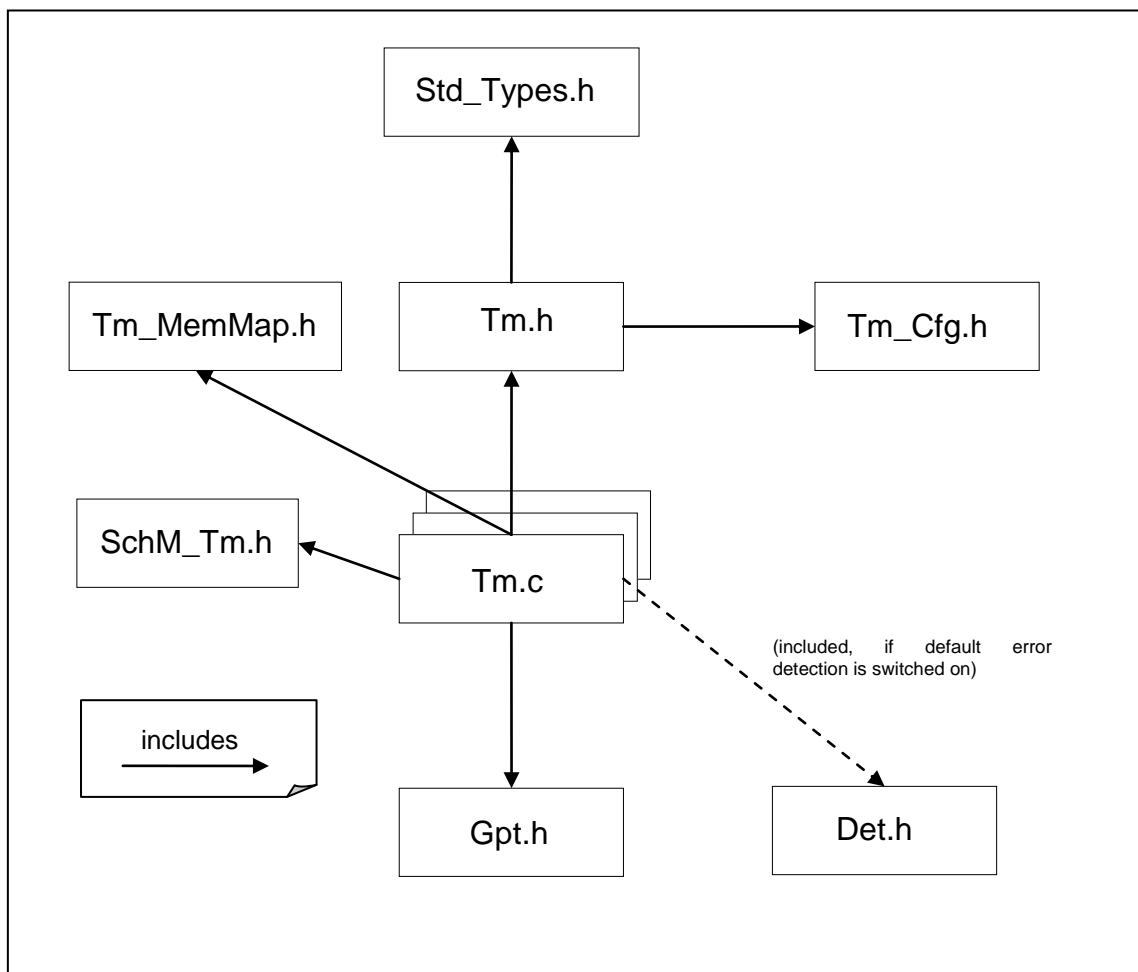 Std_Types.h
Tm_MemMap.h
Tm.h
Tm_Cfg.h
SchM_Tm.h
Tm.c
(included, if default error
detection is switched on)
includes
Gpt.h
Det.h